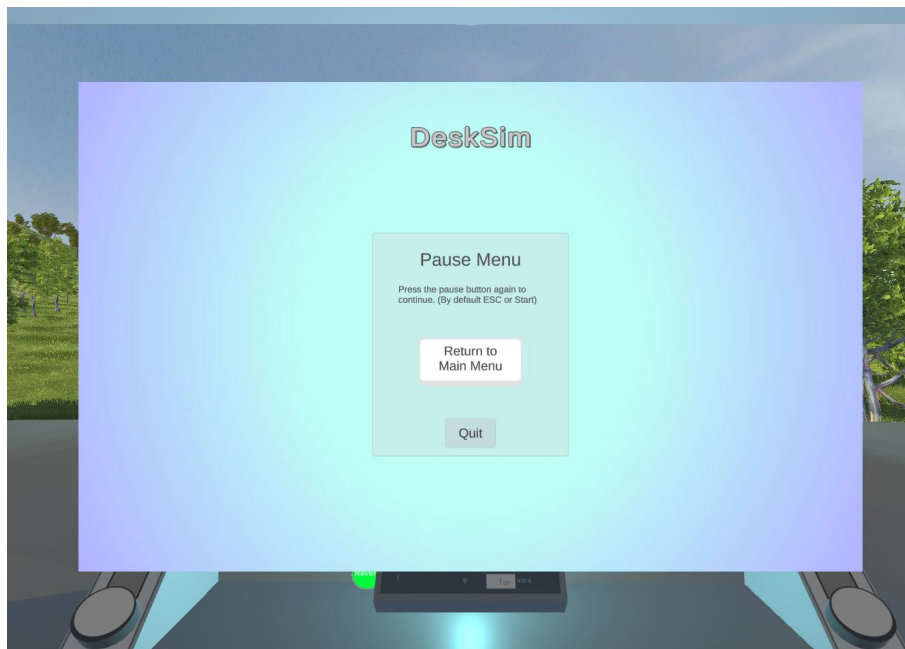 DeskSim
Pause Menu
Press the pause button again to
continue. (By default ESC or Start)
Return to
Main Menu
Quit